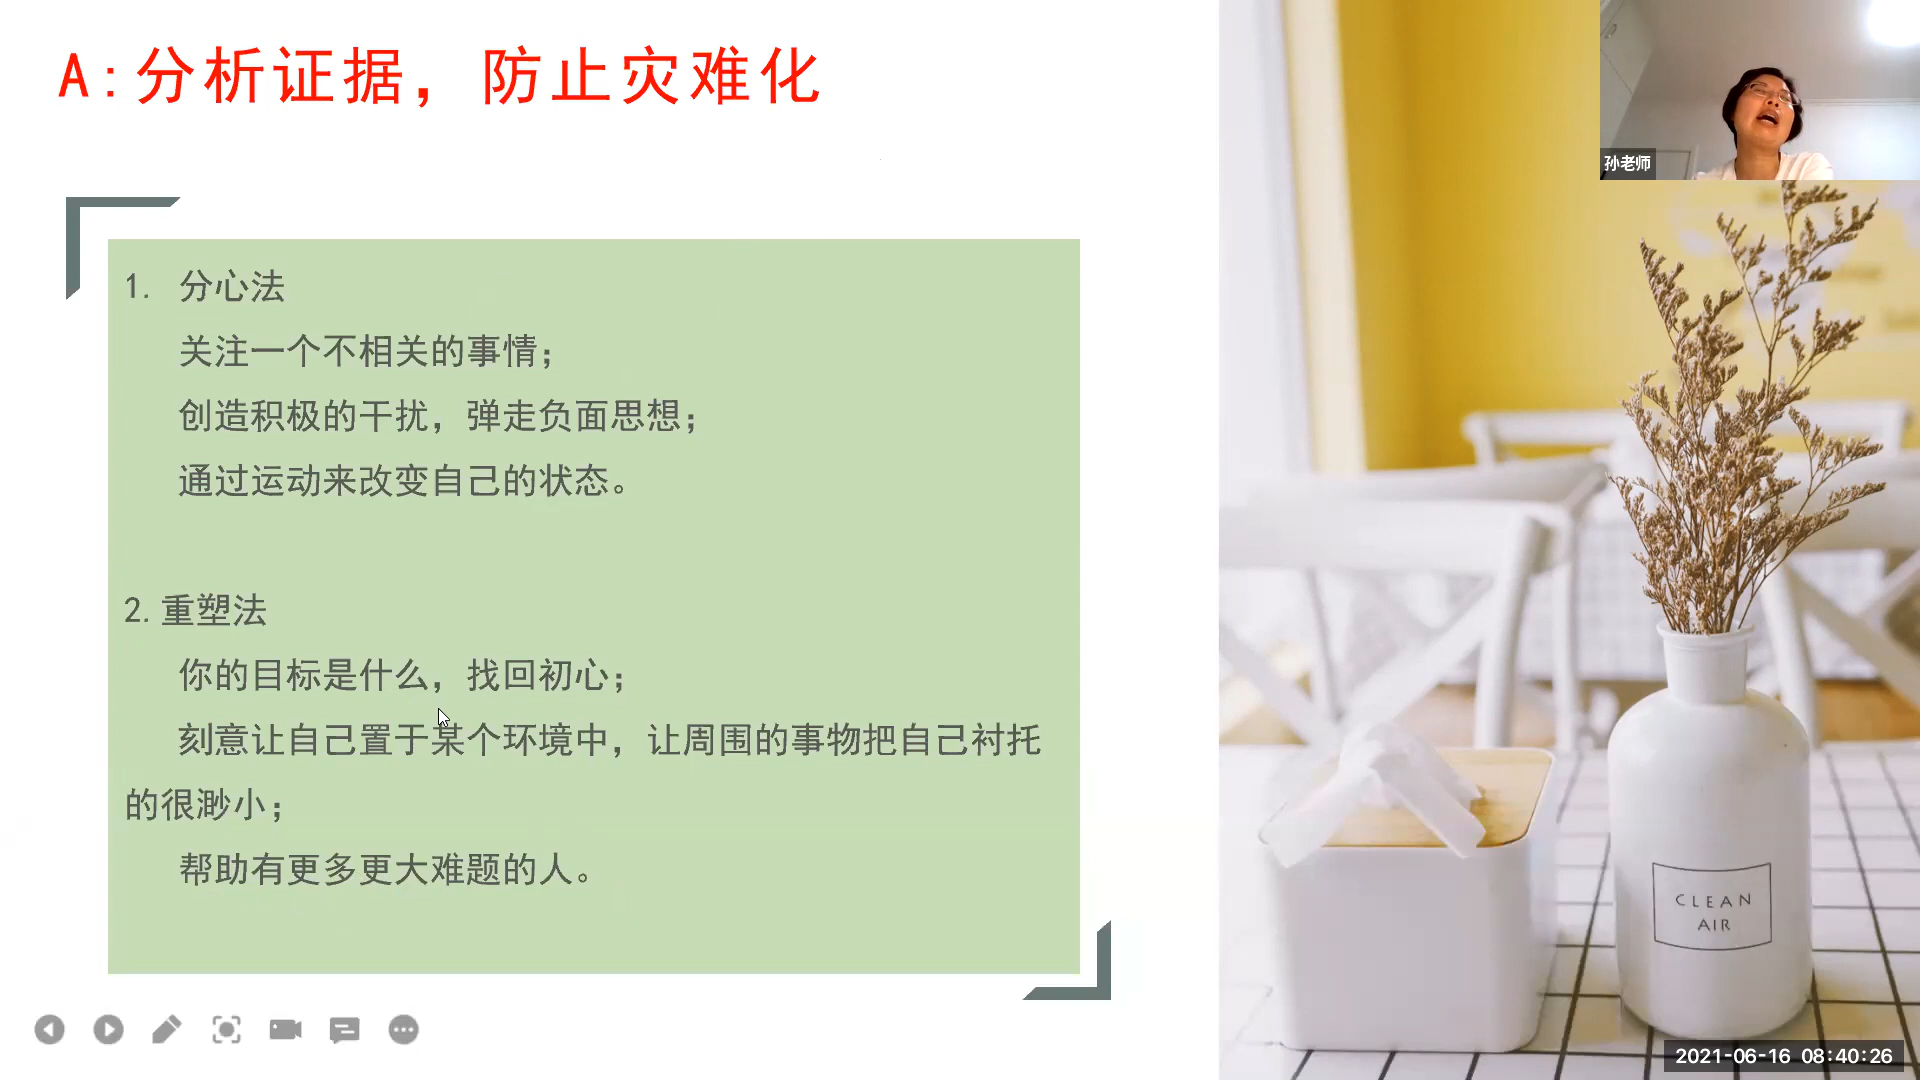 A:分析证据，防止灾难化
孙老师
1. 分心法
关注一个不相关的事情；
创造积极的干扰，弹走负面思想；
通过运动来改变自己的状态。
2.重塑法
你的目标是什么，找回初心；
刻意让自己置于某个环境中，让周围的事物把自己衬托
的很渺小；
帮助有更多更大难题的人。
CLEAN
AIR
2021-06-16 08:40:26